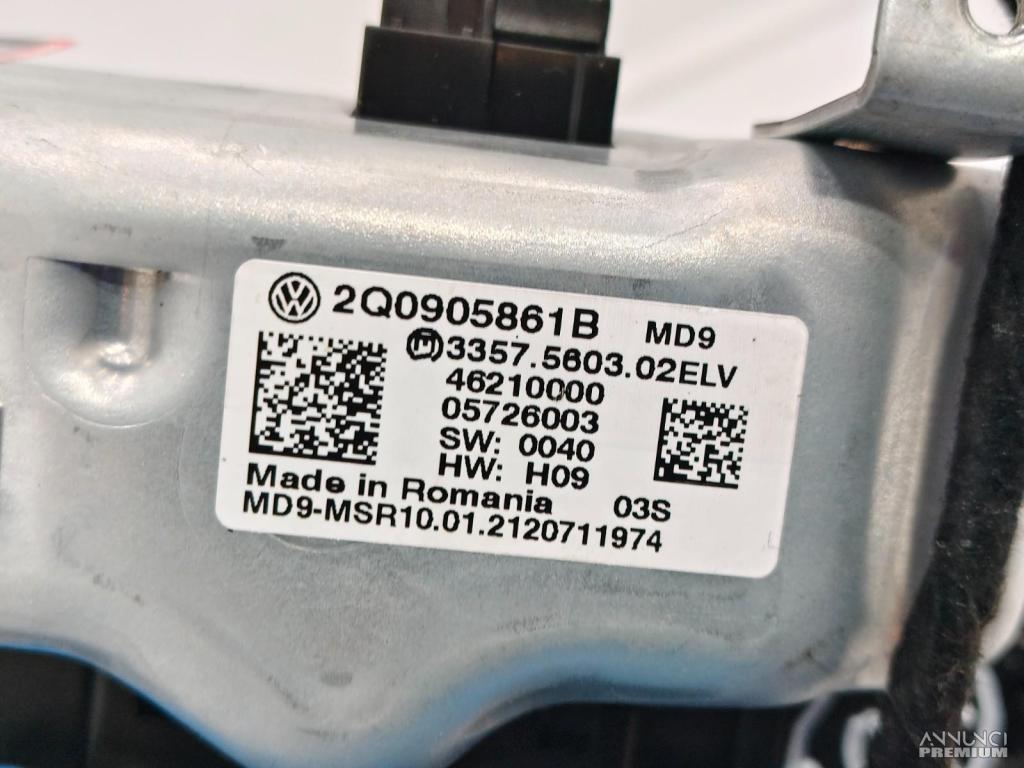 2Q0905861B MD9
3357.5603.02ELV
46210000
05726003
SW: 0040
HW: H09
Made in Romania 03S
MD9-MSR10.01.2120711974
ANNUNCI
PREMIUM